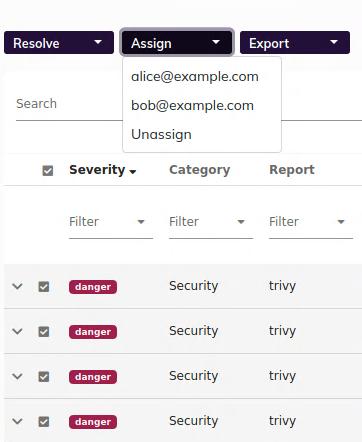 Resolve Assign Export
alice@example.com
Search
bob@example.com
Unassign
Severity Category Report
Filter Filter Filter
danger Security trivy
danger Security trivy
danger Security trivy
danger Security trivy